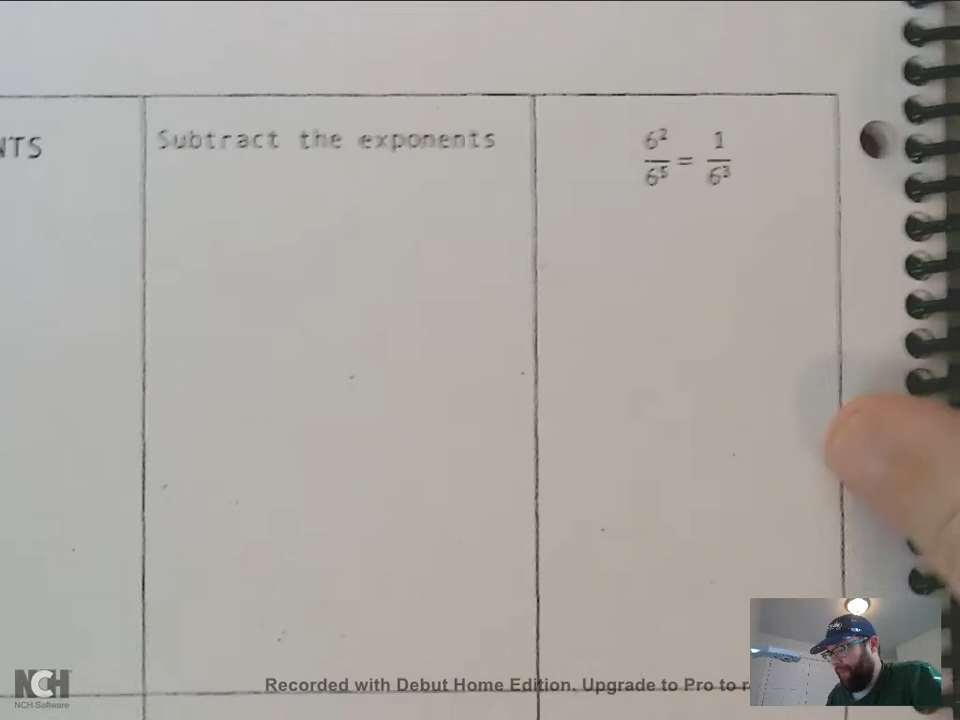 NTS
Subtract the exponents
6² / 6⁵ = 1 / 6³
NCH
NCH Software
Recorded with Debut Home Edition. Upgrade to Pro to r